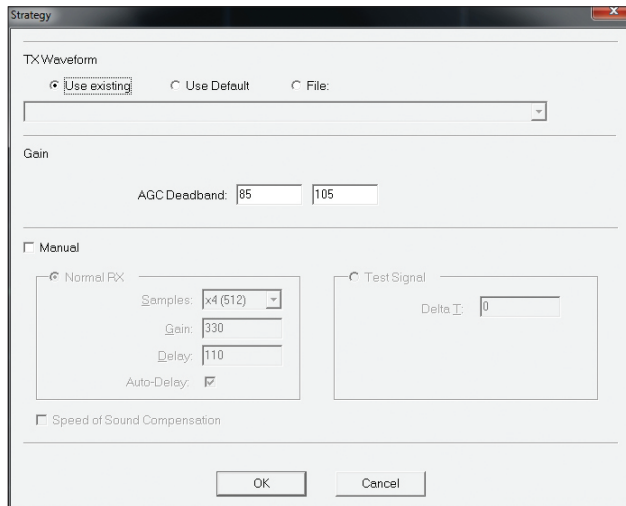 Strategy
TX Waveform
Use existing Use Default File:
Gain
AGC Deadband: 85 105
Manual
Normal RX Test Signal
Samples: x4 (512) Delta T: 0
Gain: 330
Delay: 110
Auto-Delay:
Speed of Sound Compensation
OK Cancel